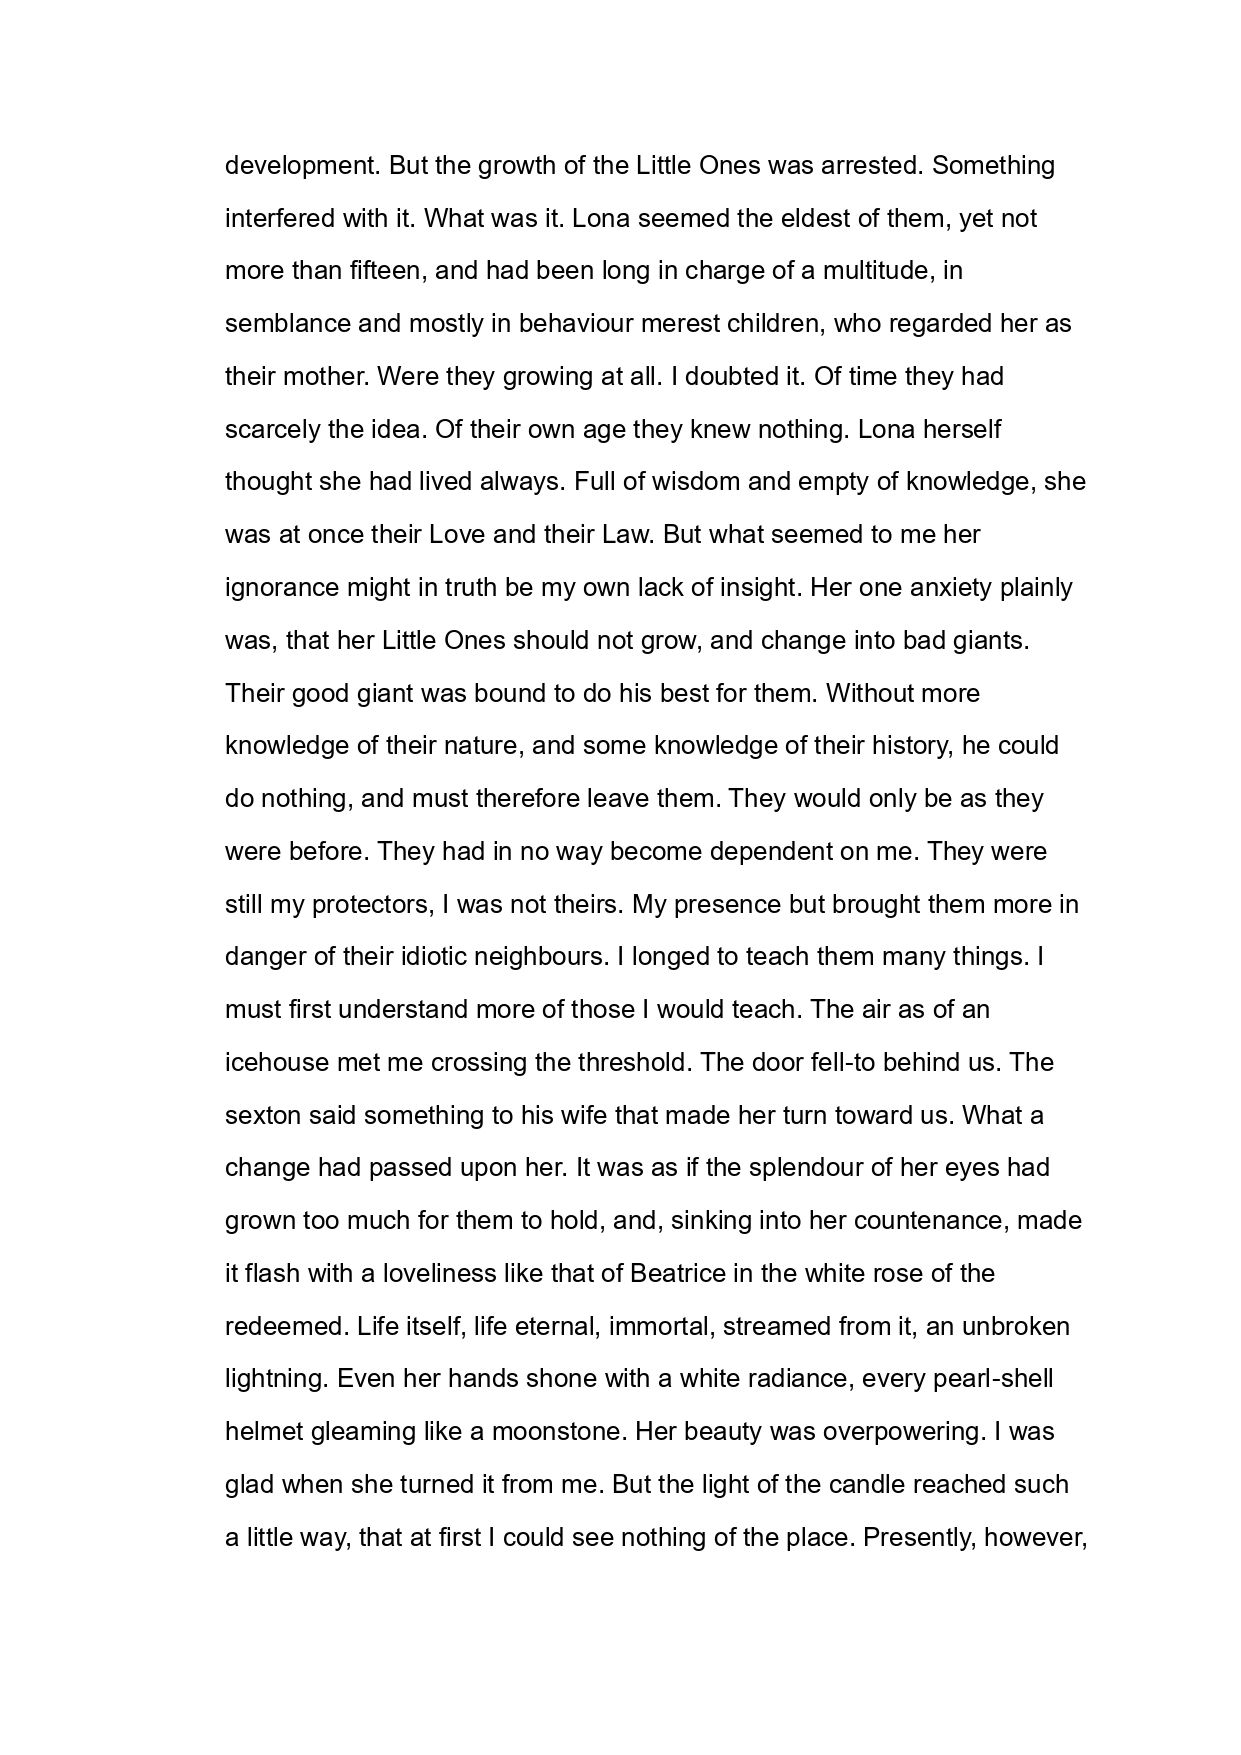 development. But the growth of the Little Ones was arrested. Something
interfered with it. What was it. Lona seemed the eldest of them, yet not
more than fifteen, and had been long in charge of a multitude, in
semblance and mostly in behaviour merest children, who regarded her as
their mother. Were they growing at all. I doubted it. Of time they had
scarcely the idea. Of their own age they knew nothing. Lona herself
thought she had lived always. Full of wisdom and empty of knowledge, she
was at once their Love and their Law. But what seemed to me her
ignorance might in truth be my own lack of insight. Her one anxiety plainly
was, that her Little Ones should not grow, and change into bad giants.
Their good giant was bound to do his best for them. Without more
knowledge of their nature, and some knowledge of their history, he could
do nothing, and must therefore leave them. They would only be as they
were before. They had in no way become dependent on me. They were
still my protectors, I was not theirs. My presence but brought them more in
danger of their idiotic neighbours. I longed to teach them many things. I
must first understand more of those I would teach. The air as of an
icehouse met me crossing the threshold. The door fell-to behind us. The
sexton said something to his wife that made her turn toward us. What a
change had passed upon her. It was as if the splendour of her eyes had
grown too much for them to hold, and, sinking into her countenance, made
it flash with a loveliness like that of Beatrice in the white rose of the
redeemed. Life itself, life eternal, immortal, streamed from it, an unbroken
lightning. Even her hands shone with a white radiance, every pearl-shell
helmet gleaming like a moonstone. Her beauty was overpowering. I was
glad when she turned it from me. But the light of the candle reached such
a little way, that at first I could see nothing of the place. Presently, however,